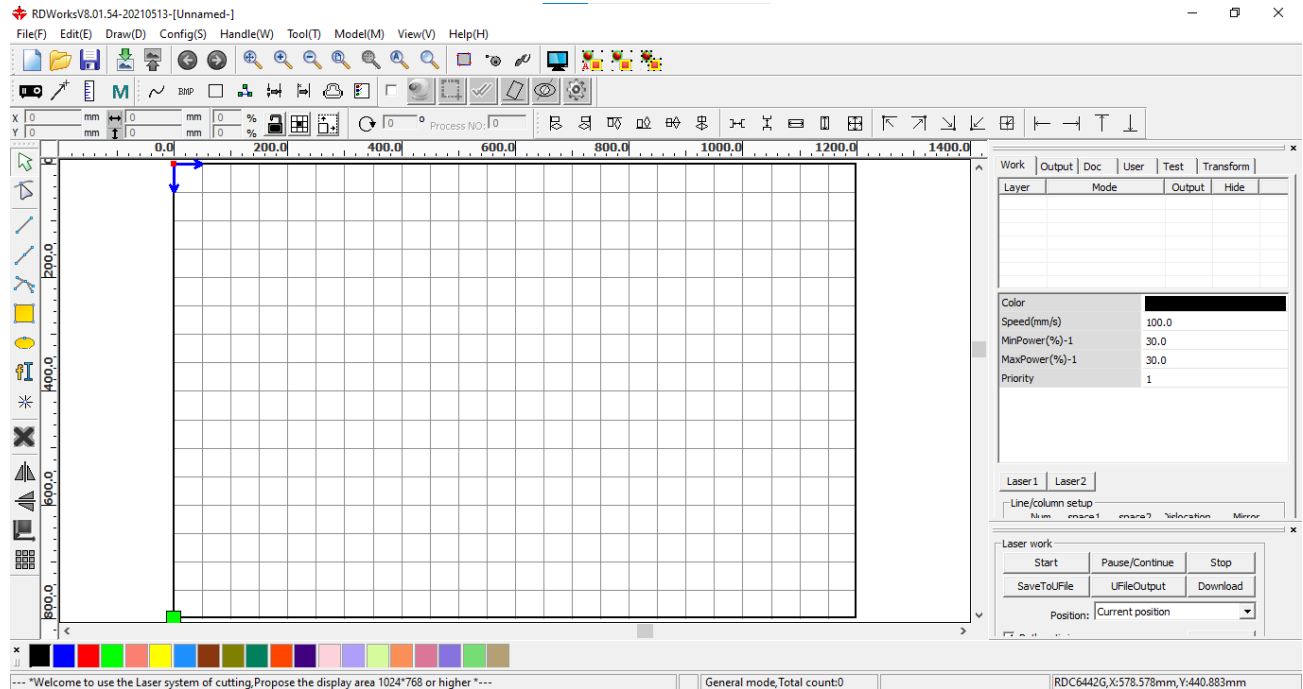 RDWorksV8.01.54-20210513-[Unnamed-]
File(F) Edit(E) Draw(D) Config(S) Handle(W) Tool(T) Model(M) View(V) Help(H)
M BMP
X 0 mm 0 mm 0 %
Y 0 mm 0 mm 0 %
0 ° Process NO: 0
0.0 200.0 400.0 600.0 800.0 1000.0 1200.0 1400.0
200.0
400.0
600.0
800.0
Work Output Doc User Test Transform
Layer Mode Output Hide
Color
Speed(mm/s) 100.0
MinPower(%)-1 30.0
MaxPower(%)-1 30.0
Priority 1
Laser1 Laser2
Line/column setup
Num space1 space2 Dislocation Mirror
Laser work
Start Pause/Continue Stop
SaveToUFile UFileOutput Download
Position: Current position
--- *Welcome to use the Laser system of cutting,Propose the display area 1024*768 or higher *---
General mode,Total count:0
RDC6442G,X:578.578mm,Y:440.883mm